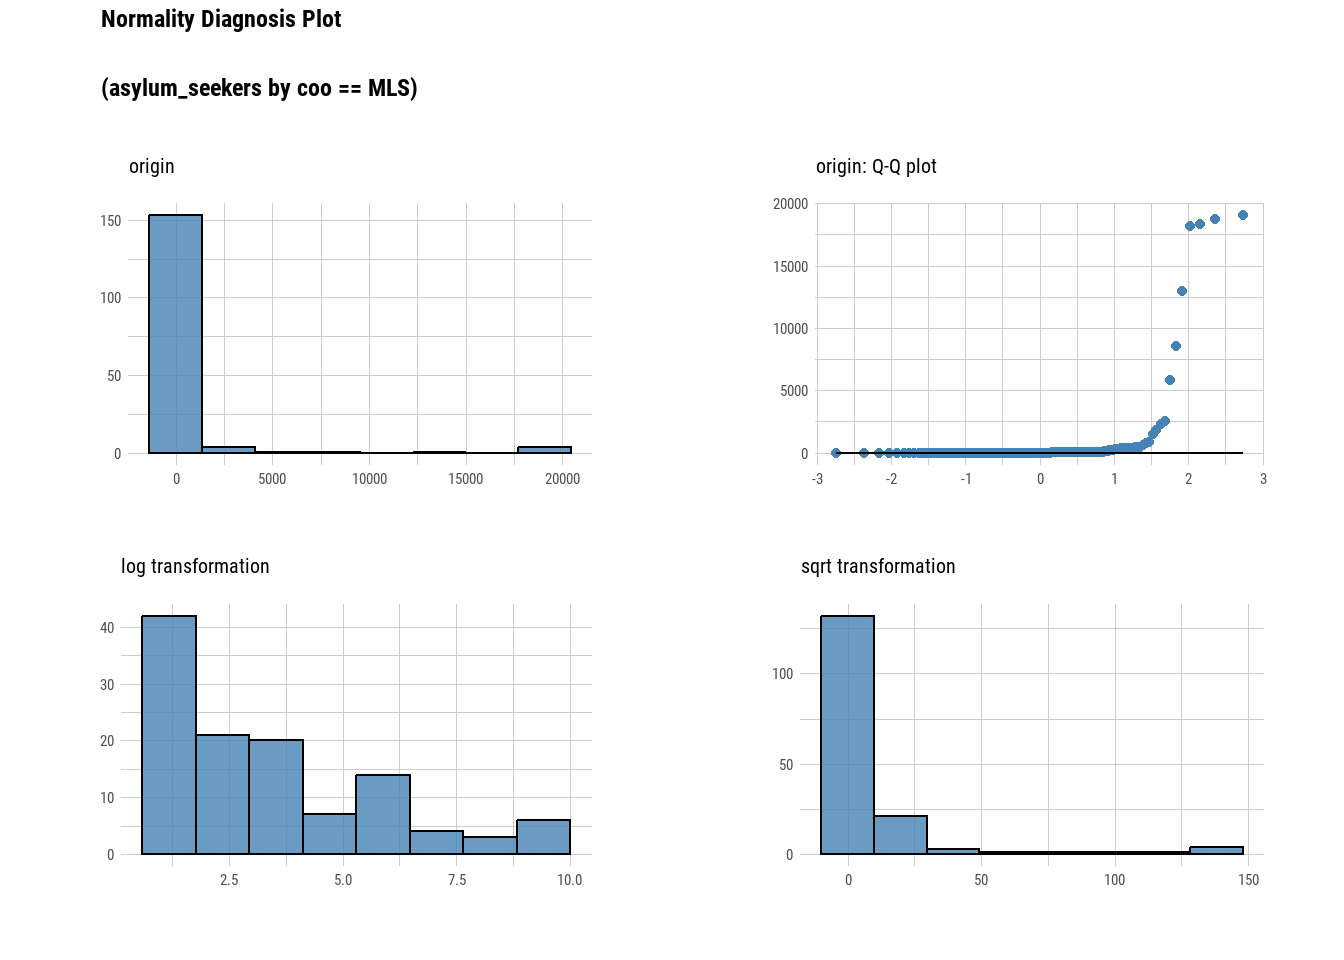 Normality Diagnosis Plot
(asylum_seekers by coo == MLS)
origin
150
100
50
0
0 5000 10000 15000 20000
origin: Q-Q plot
20000
15000
10000
5000
0
-3 -2 -1 0 1 2 3
log transformation
40
30
20
10
0
2.5 5.0 7.5 10.0
sqrt transformation
100
50
0
0 50 100 150